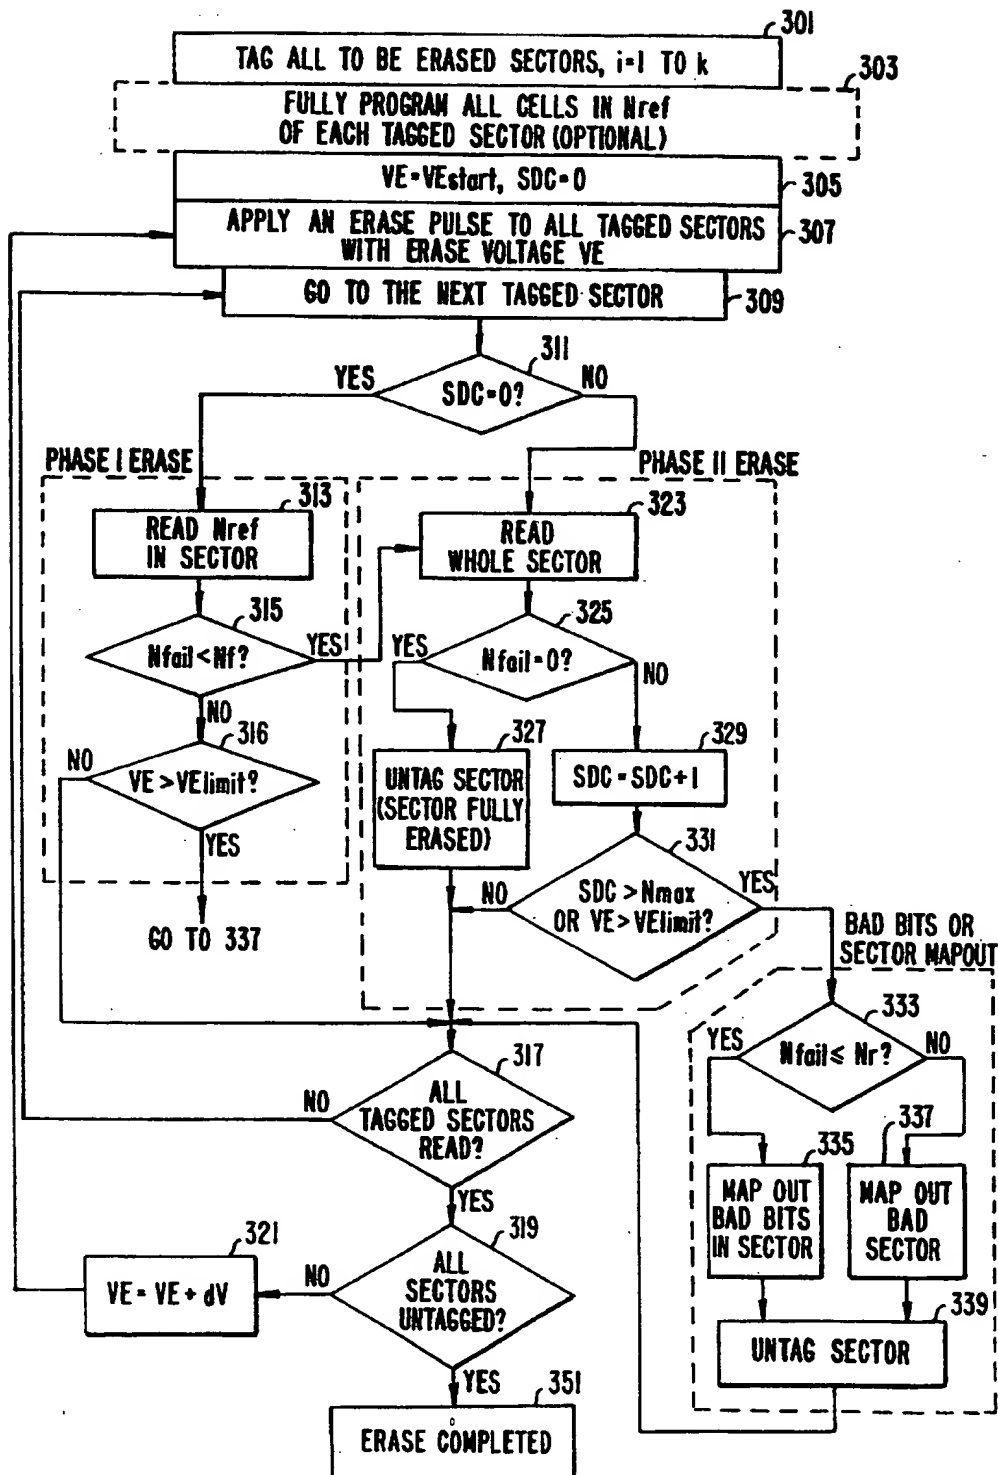 301
TAG ALL TO BE ERASED SECTORS, i=1 TO k
303
FULLY PROGRAM ALL CELLS IN Nref
OF EACH TAGGED SECTOR (OPTIONAL)
VE=VEstart, SDC=0
305
APPLY AN ERASE PULSE TO ALL TAGGED SECTORS
WITH ERASE VOLTAGE VE
307
GO TO THE NEXT TAGGED SECTOR
309
311
YES
SDC=0?
NO
PHASE I ERASE
PHASE II ERASE
313
READ Nref
IN SECTOR
323
READ
WHOLE SECTOR
315
Nfail<Nf?
YES
NO
325
YES
Nfail=0?
NO
316
NO
VE>VElimit?
YES
GO TO 337
327
UNTAG SECTOR
(SECTOR FULLY
ERASED)
329
SDC=SDC+1
331
NO
SDC>Nmax
OR VE>VElimit?
YES
BAD BITS OR
SECTOR MAPOUT
333
YES
Nfail≤ Nr?
NO
335
MAP OUT
BAD BITS
IN SECTOR
337
MAP OUT
BAD
SECTOR
339
UNTAG SECTOR
317
NO
ALL
TAGGED SECTORS
READ?
YES
319
NO
ALL
SECTORS
UNTAGGED?
YES
321
VE= VE+ dV
351
ERASE COMPLETED